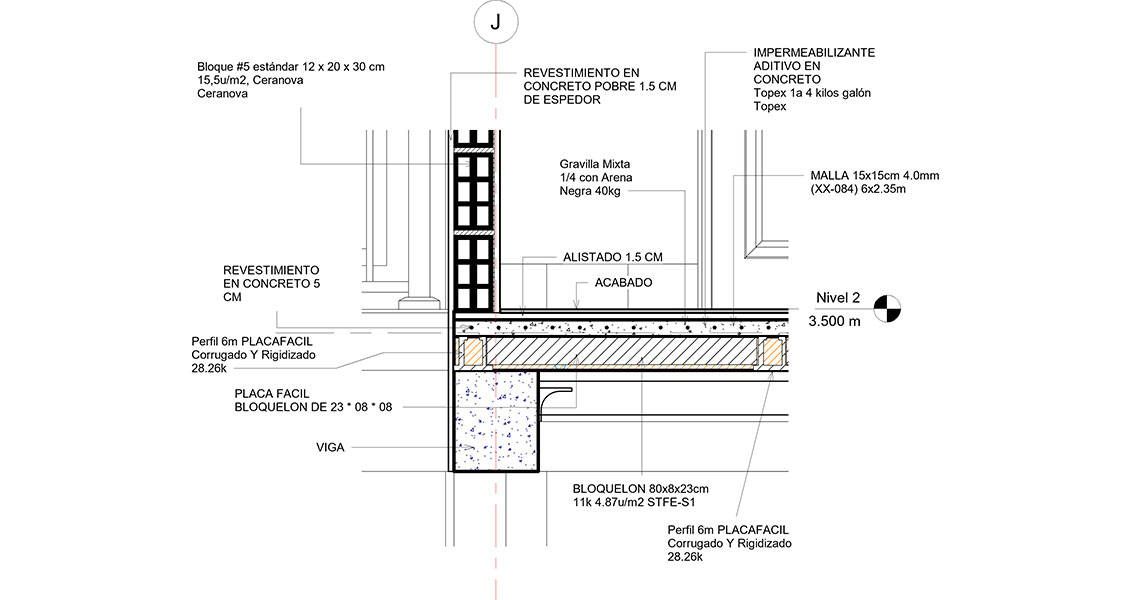 J
Bloque #5 estándar 12 x 20 x 30 cm
15,5u/m2, Ceranova
Ceranova
REVESTIMIENTO EN
CONCRETO POBRE 1.5 CM
DE ESPEDOR
IMPERMEABILIZANTE
ADITIVO EN
CONCRETO
Topex 1a 4 kilos galón
Topex
Gravilla Mixta
1/4 con Arena
Negra 40kg
MALLA 15x15cm 4.0mm
(XX-084) 6x2.35m
ALISTADO 1.5 CM
ACABADO
REVESTIMIENTO
EN CONCRETO 5
CM
Nivel 2
3.500 m
Perfil 6m PLACAFACIL
Corrugado Y Rigidizado
28.26k
PLACA FACIL
BLOQUELON DE 23 * 08 * 08
VIGA
BLOQUELON 80x8x23cm
11k 4.87u/m2 STFE-S1
Perfil 6m PLACAFACIL
Corrugado Y Rigidizado
28.26k